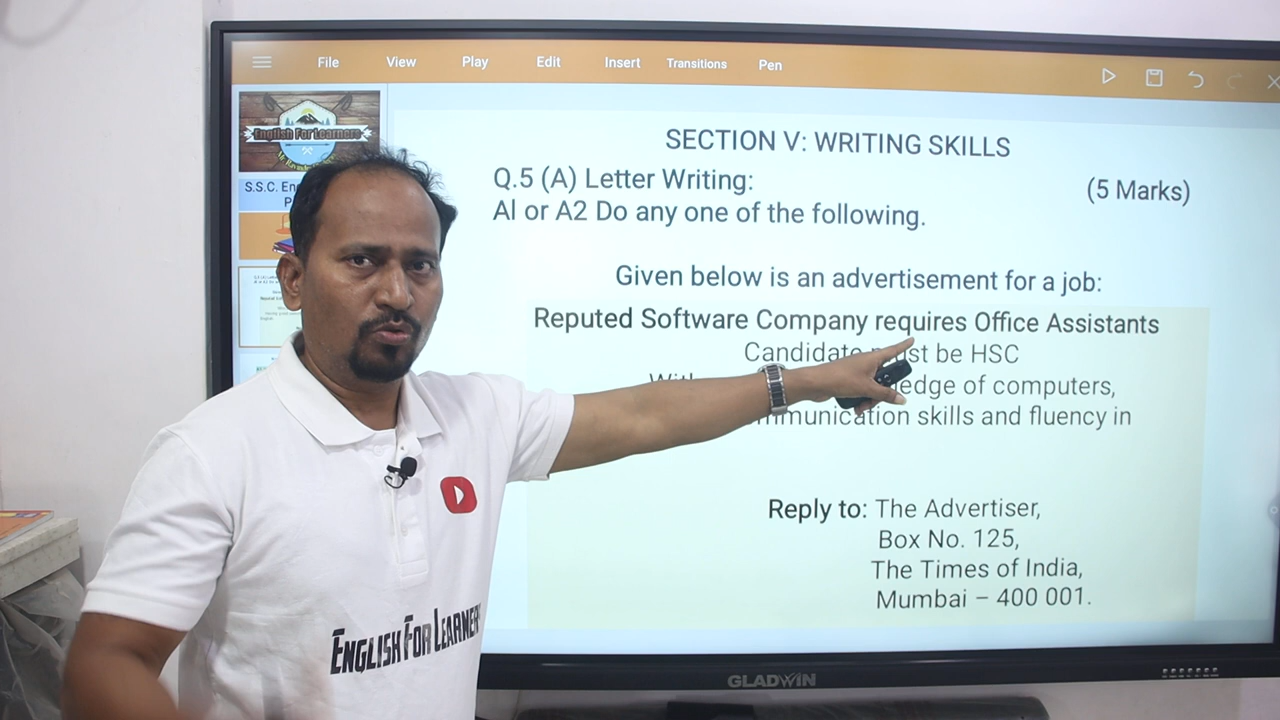 File View Play Edit Insert Transitions Pen
English For Learners
S.S.C.
SECTION V: WRITING SKILLS
Q.5 (A) Letter Writing: (5 Marks)
Al or A2 Do any one of the following.
Given below is an advertisement for a job:
Reputed Software Company requires Office Assistants
Candidate must be HSC
of computers,
skills and fluency in
Reply to: The Advertiser,
Box No. 125,
The Times of India,
Mumbai – 400 001.
ENGLISH FOR LEARNERS
GLADWIN